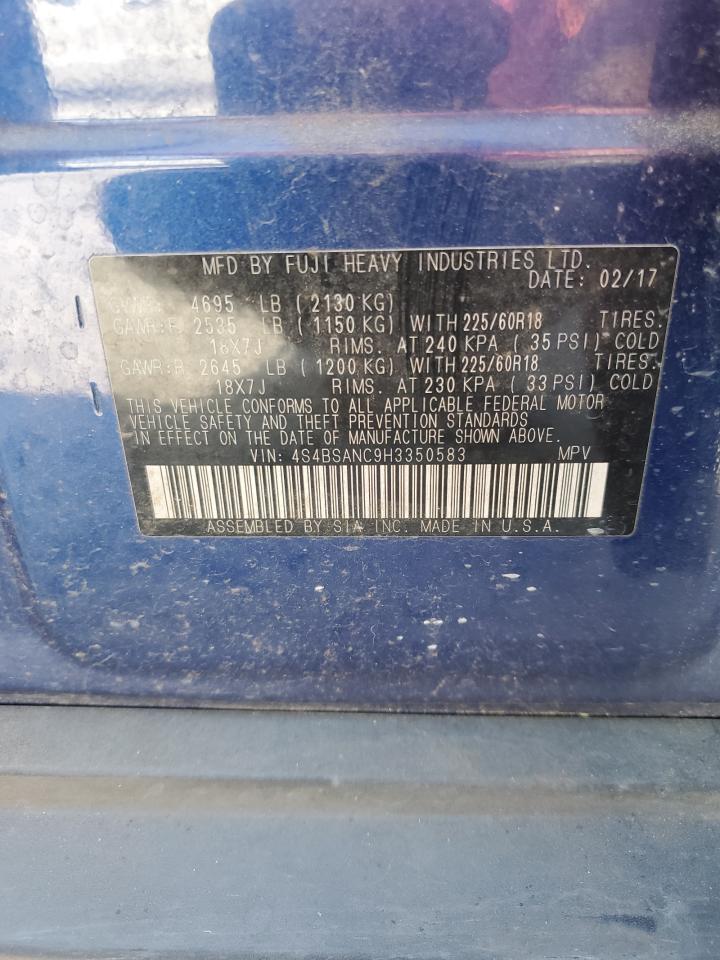 MFD BY FUJI HEAVY INDUSTRIES LTD.
DATE: 02/17
GVWR: 4695 LB ( 2130 KG)
GAWR:F 2535 LB ( 1150 KG) WITH 225/60R18 TIRES.
18X7J RIMS. AT 240 KPA ( 35 PSI) COLD
GAWR:R 2645 LB ( 1200 KG) WITH 225/60R18 TIRES.
18X7J RIMS. AT 230 KPA ( 33 PSI) COLD
THIS VEHICLE CONFORMS TO ALL APPLICABLE FEDERAL MOTOR
VEHICLE SAFETY AND THEFT PREVENTION STANDARDS
IN EFFECT ON THE DATE OF MANUFACTURE SHOWN ABOVE.
VIN: 4S4BSANC9H3350583 MPV
ASSEMBLED BY SIA INC. MADE IN U.S.A.